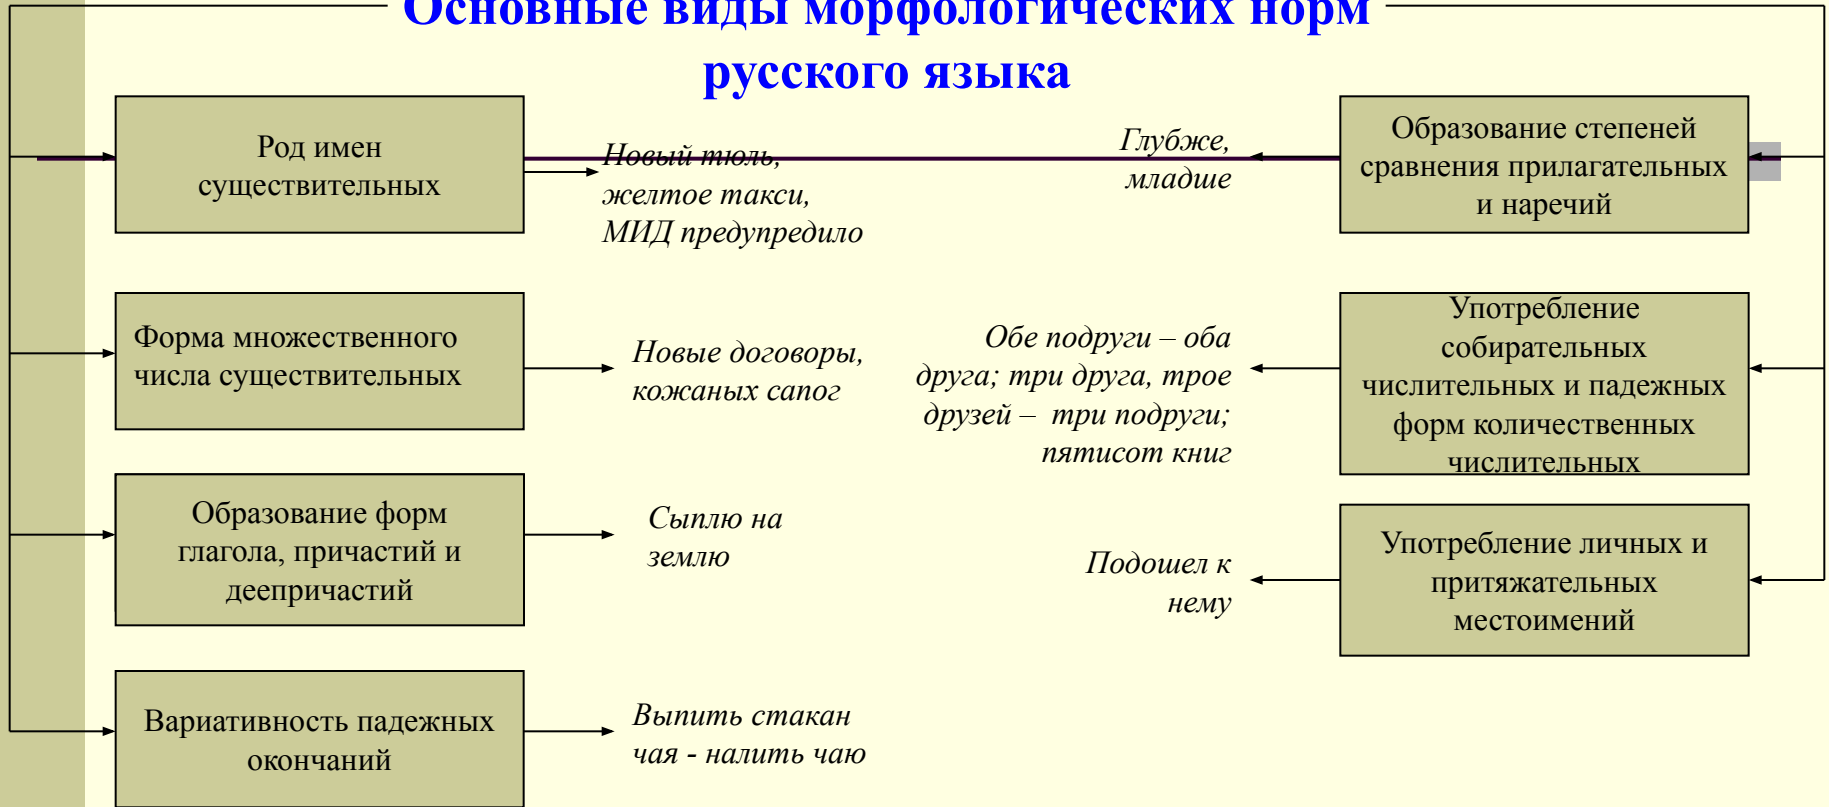 Основные виды морфологических норм
русского языка
Род имен
существительных
Новый тюль,
желтое такси,
МИД предупредило
Глубже,
младше
Образование степеней
сравнения прилагательных
и наречий
Форма множественного
числа существительных
Новые договоры,
кожаных сапог
Обе подруги – оба
друга; три друга, трое
друзей – три подруги;
пятисот книг
Употребление
собирательных
числительных и падежных
форм количественных
числительных
Образование форм
глагола, причастий и
деепричастий
Сыплю на
землю
Подошел к
нему
Употребление личных и
притяжательных
местоимений
Вариативность падежных
окончаний
Выпить стакан
чая - налить чаю